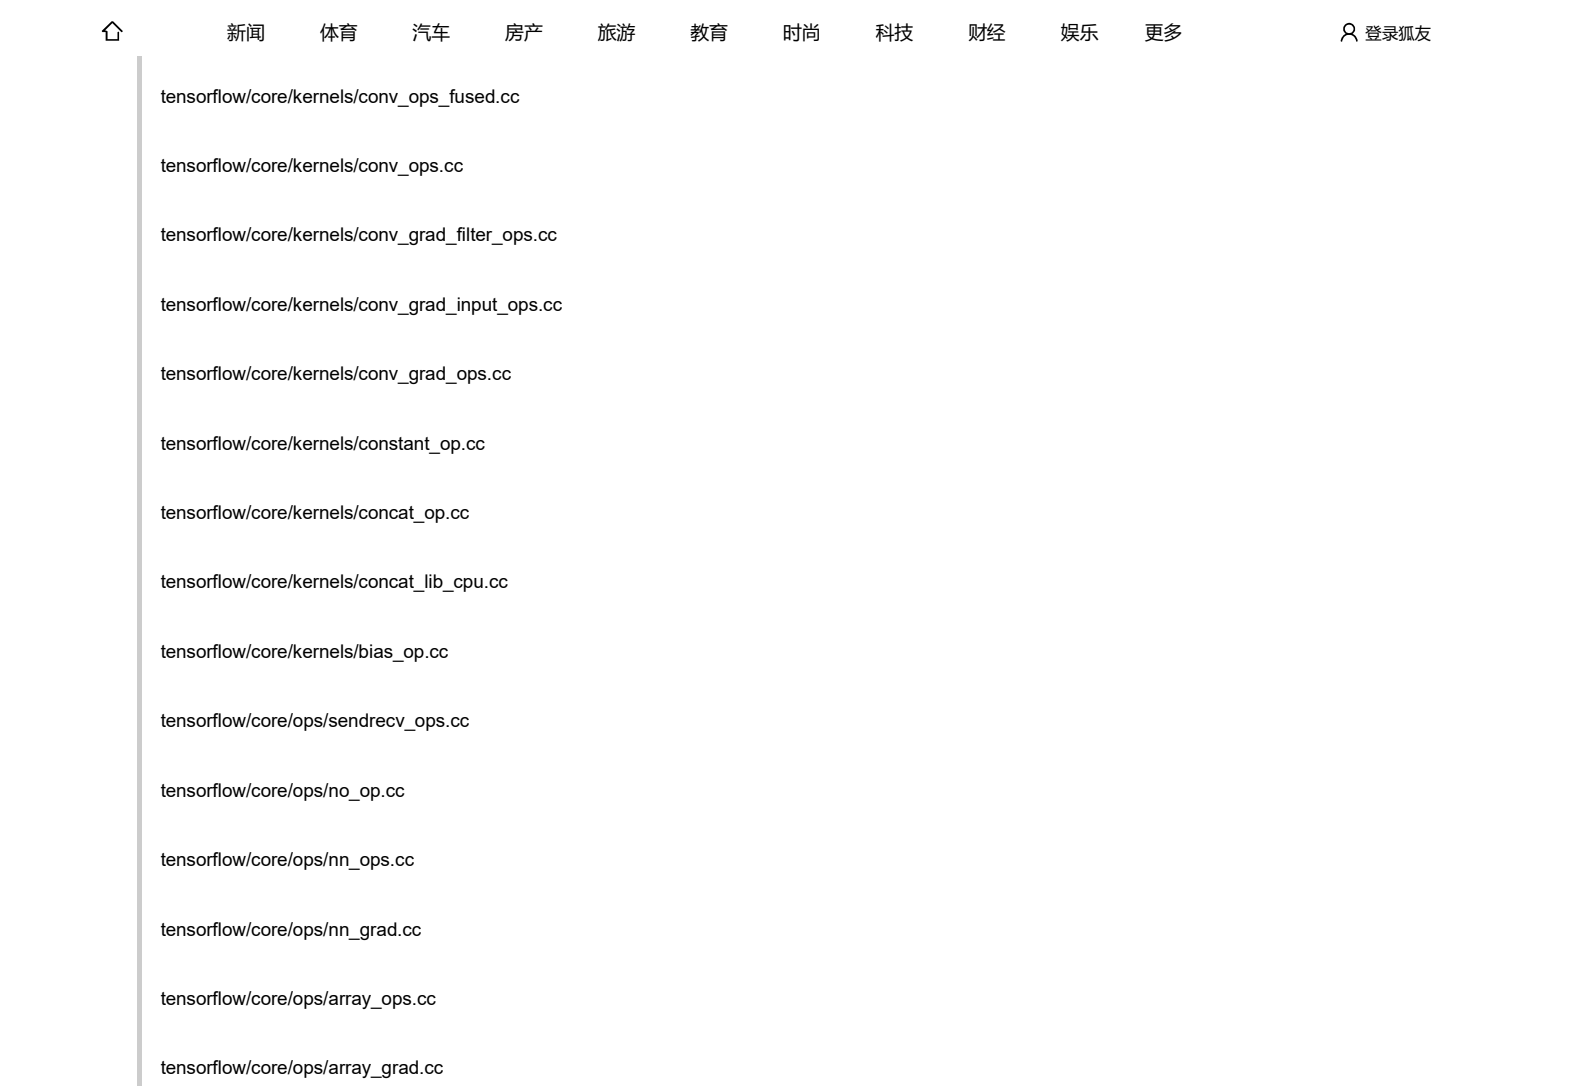 新闻 体育 汽车 房产 旅游 教育 时尚 科技 财经 娱乐 更多 登录狐友
tensorflow/core/kernels/conv_ops_fused.cc
tensorflow/core/kernels/conv_ops.cc
tensorflow/core/kernels/conv_grad_filter_ops.cc
tensorflow/core/kernels/conv_grad_input_ops.cc
tensorflow/core/kernels/conv_grad_ops.cc
tensorflow/core/kernels/constant_op.cc
tensorflow/core/kernels/concat_op.cc
tensorflow/core/kernels/concat_lib_cpu.cc
tensorflow/core/kernels/bias_op.cc
tensorflow/core/ops/sendrecv_ops.cc
tensorflow/core/ops/no_op.cc
tensorflow/core/ops/nn_ops.cc
tensorflow/core/ops/nn_grad.cc
tensorflow/core/ops/array_ops.cc
tensorflow/core/ops/array_grad.cc